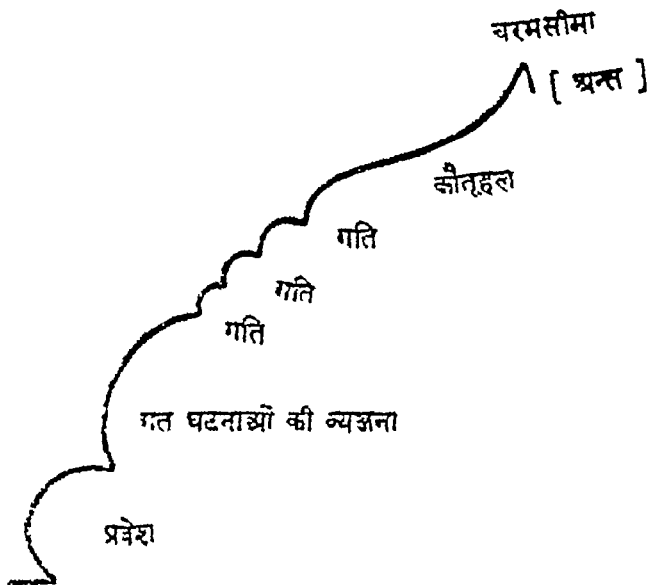 चरमसीमा
[ अन्त ]
कौतूहल
गति
गति
गति
गत घटनाओं की व्यञ्जना
प्रवेश